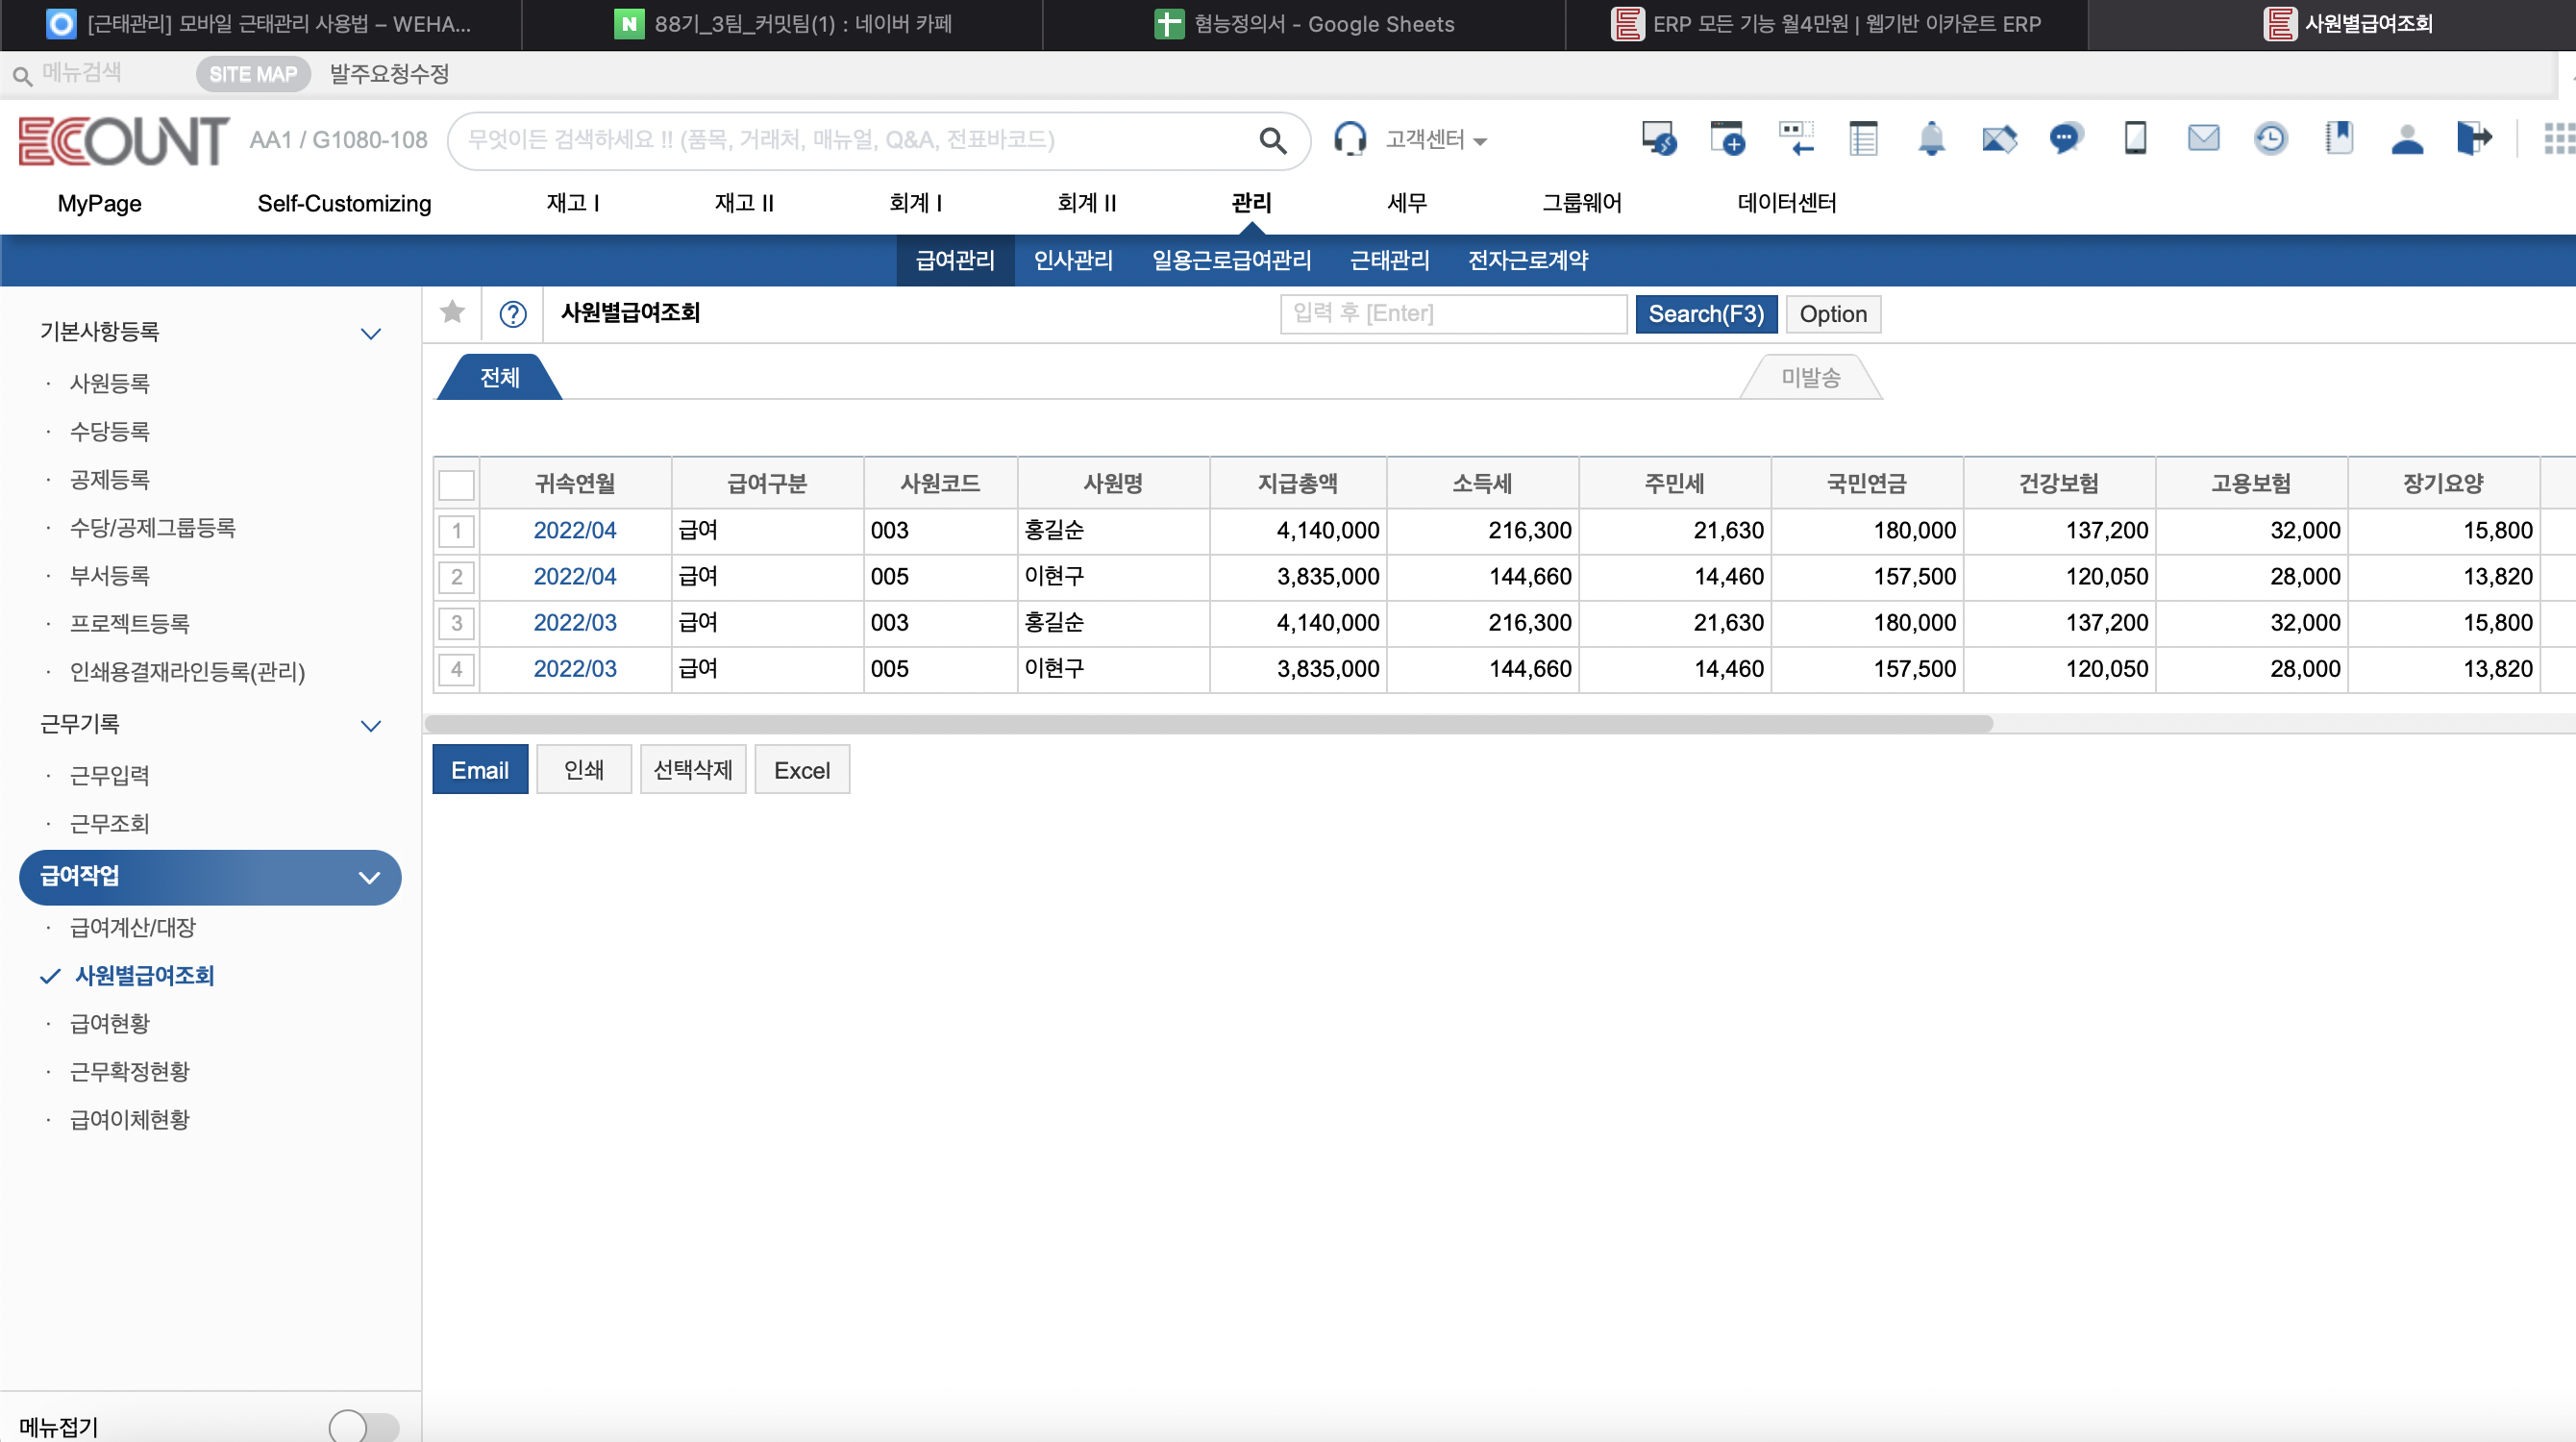 [근태관리] 모바일 근태관리 사용법 – WEHA...
N 88기_3팀_커밋팀(1) : 네이버 카페
혐능정의서 - Google Sheets
ERP 모든 기능 월4만원 | 웹기반 이카운트 ERP
사원별급여조회
메뉴검색 SITE MAP 발주요청수정
ECOUNT AA1 / G1080-108 무엇이든 검색하세요 !! (품목, 거래처, 매뉴얼, Q&A, 전표바코드) 고객센터
MyPage Self-Customizing 재고 I 재고 II 회계 I 회계 II 관리 세무 그룹웨어 데이터센터
급여관리 인사관리 일용근로급여관리 근태관리 전자근로계약
기본사항등록
· 사원등록
· 수당등록
· 공제등록
· 수당/공제그룹등록
· 부서등록
· 프로젝트등록
· 인쇄용결재라인등록(관리)
근무기록
· 근무입력
· 근무조회
급여작업
· 급여계산/대장
사원별급여조회
· 급여현황
· 근무확정현황
· 급여이체현황
메뉴접기
? 사원별급여조회 입력 후 [Enter] Search(F3) Option
전체 미발송
귀속연월 급여구분 사원코드 사원명 지급총액 소득세 주민세 국민연금 건강보험 고용보험 장기요양
1 2022/04 급여 003 홍길순 4,140,000 216,300 21,630 180,000 137,200 32,000 15,800
2 2022/04 급여 005 이현구 3,835,000 144,660 14,460 157,500 120,050 28,000 13,820
3 2022/03 급여 003 홍길순 4,140,000 216,300 21,630 180,000 137,200 32,000 15,800
4 2022/03 급여 005 이현구 3,835,000 144,660 14,460 157,500 120,050 28,000 13,820
Email 인쇄 선택삭제 Excel